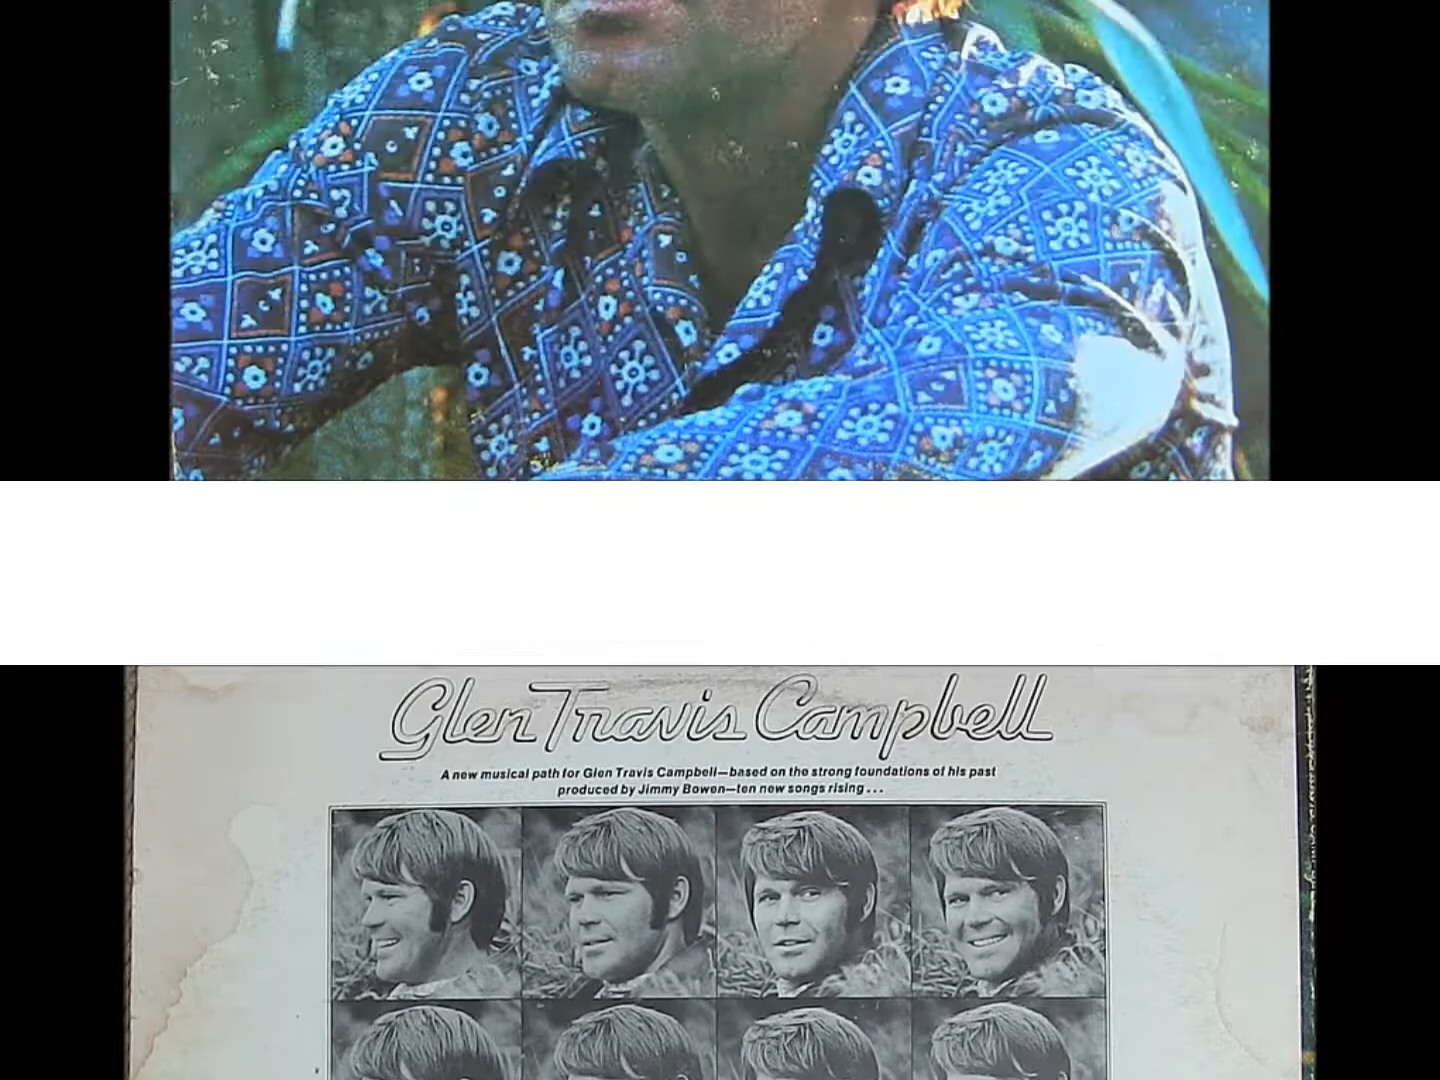 Glen Travis Campbell
A new musical path for Glen Travis Campbell—based on the strong foundations of his past
produced by Jimmy Bowen—ten new songs rising...